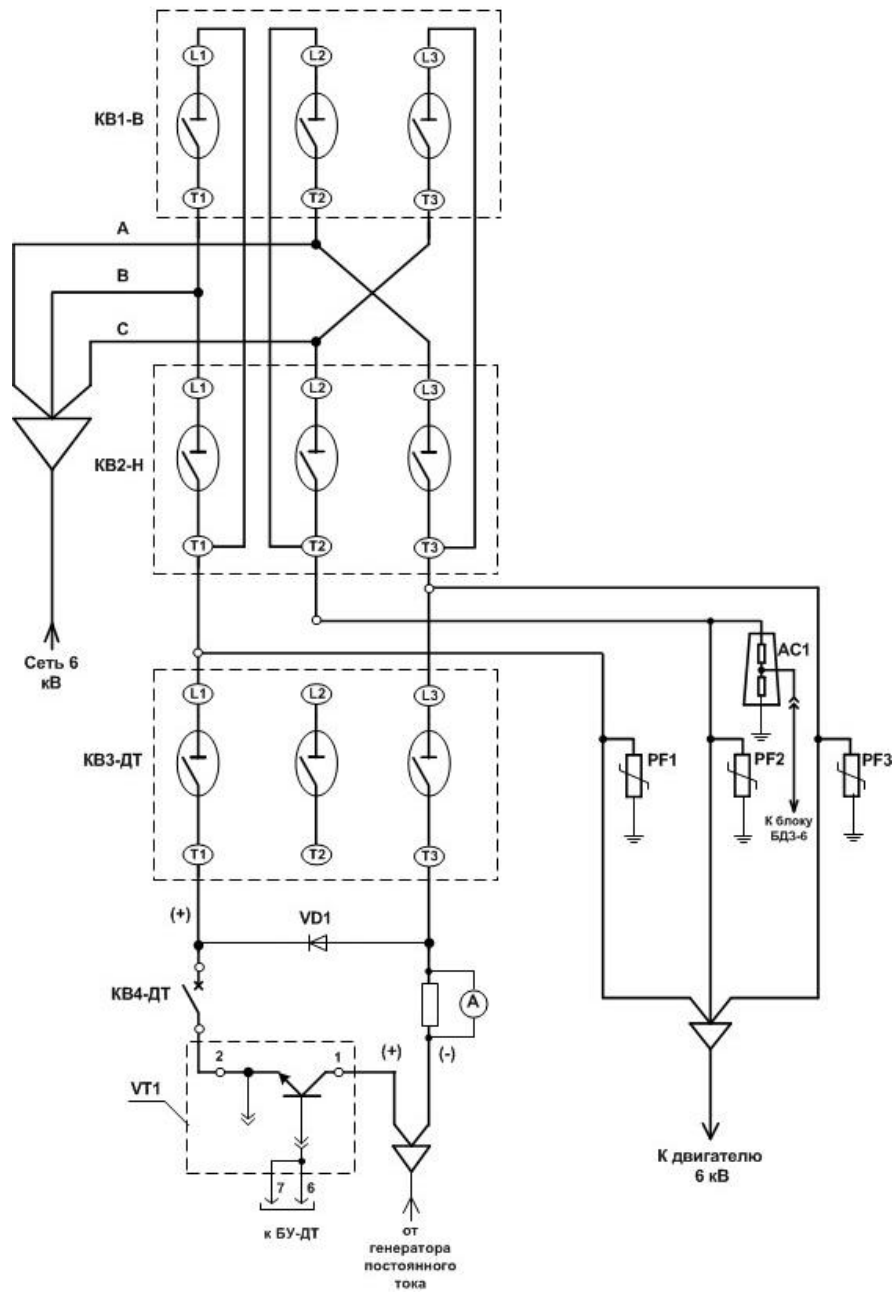 L1
L2
L3
КВ1-В
T1
T2
T3
A
B
C
L1
L2
L3
КВ2-Н
T1
T2
T3
Сеть 6
кВ
AC1
L1
L2
L3
КВ3-ДТ
PF1
PF2
PF3
К блоку
БДЗ-6
T1
T2
T3
(+)
VD1
КВ4-ДТ
A
2
1
(+)
(-)
VT1
К двигателю
6 кВ
7
6
к БУ-ДТ
от
генератора
постоянного
тока